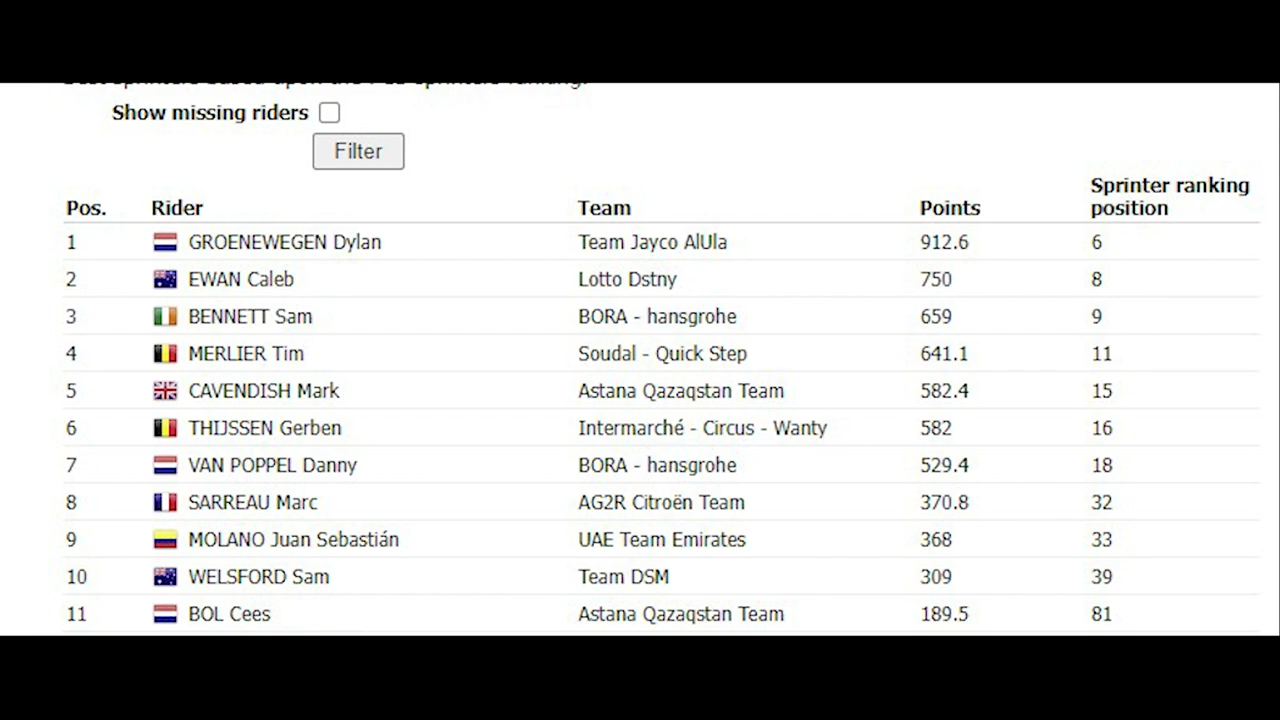 Show missing riders
Filter
Pos. Rider Team Points Sprinter ranking position
1 GROENEWEGEN Dylan Team Jayco AlUla 912.6 6
2 EWAN Caleb Lotto Dstny 750 8
3 BENNETT Sam BORA - hansgrohe 659 9
4 MERLIER Tim Soudal - Quick Step 641.1 11
5 CAVENDISH Mark Astana Qazaqstan Team 582.4 15
6 THIJSSEN Gerben Intermarché - Circus - Wanty 582 16
7 VAN POPPEL Danny BORA - hansgrohe 529.4 18
8 SARREAU Marc AG2R Citroën Team 370.8 32
9 MOLANO Juan Sebastián UAE Team Emirates 368 33
10 WELSFORD Sam Team DSM 309 39
11 BOL Cees Astana Qazaqstan Team 189.5 81